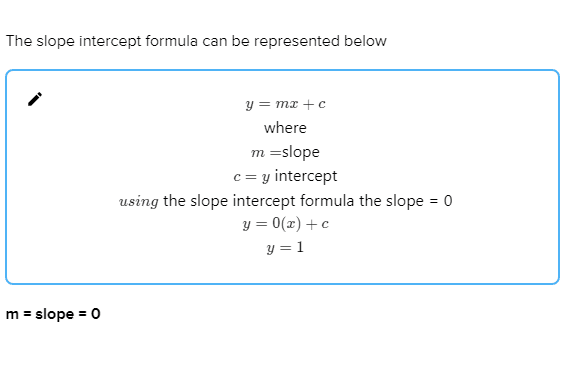 The slope intercept formula can be represented below
y = mx + c
where
m =slope
c = y intercept
using the slope intercept formula the slope = 0
y = 0(x) + c
y = 1
m = slope = 0